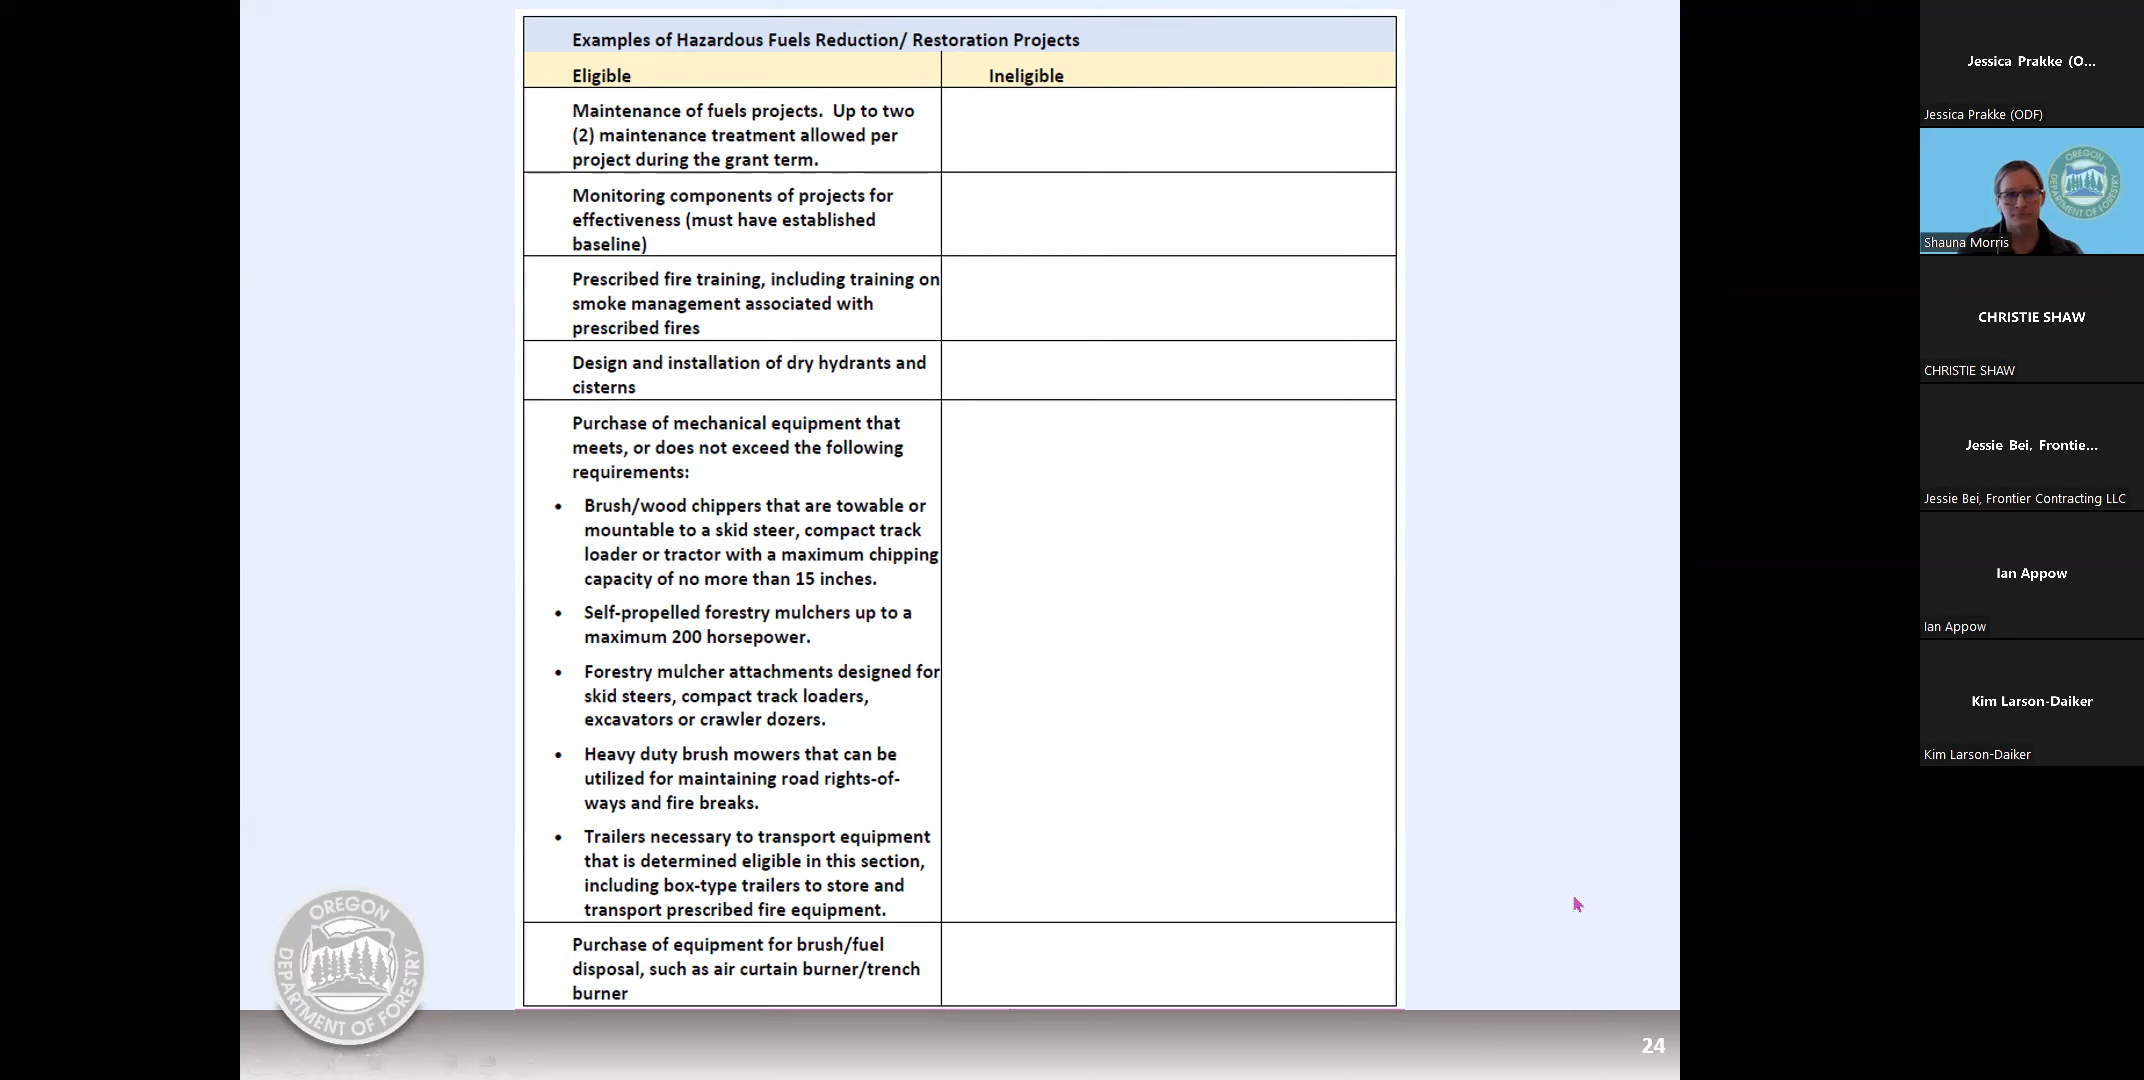 Examples of Hazardous Fuels Reduction/ Restoration Projects
Eligible
Ineligible
Maintenance of fuels projects.  Up to two
(2) maintenance treatment allowed per
project during the grant term.
Monitoring components of projects for
effectiveness (must have established
baseline)
Prescribed fire training, including training on
smoke management associated with
prescribed fires
Design and installation of dry hydrants and
cisterns
Purchase of mechanical equipment that
meets, or does not exceed the following
requirements:
• Brush/wood chippers that are towable or
mountable to a skid steer, compact track
loader or tractor with a maximum chipping
capacity of no more than 15 inches.
• Self-propelled forestry mulchers up to a
maximum 200 horsepower.
• Forestry mulcher attachments designed for
skid steers, compact track loaders,
excavators or crawler dozers.
• Heavy duty brush mowers that can be
utilized for maintaining road rights-of-
ways and fire breaks.
• Trailers necessary to transport equipment
that is determined eligible in this section,
including box-type trailers to store and
transport prescribed fire equipment.
Purchase of equipment for brush/fuel
disposal, such as air curtain burner/trench
burner
OREGON
DEPARTMENT OF FORESTRY
24
Jessica Prakke (O...
Jessica Prakke (ODF)
OREGON
DEPARTMENT OF FORESTRY
Shauna Morris
CHRISTIE SHAW
CHRISTIE SHAW
Jessie Bei, Frontie...
Jessie Bei, Frontier Contracting LLC
Ian Appow
Ian Appow
Kim Larson-Daiker
Kim Larson-Daiker